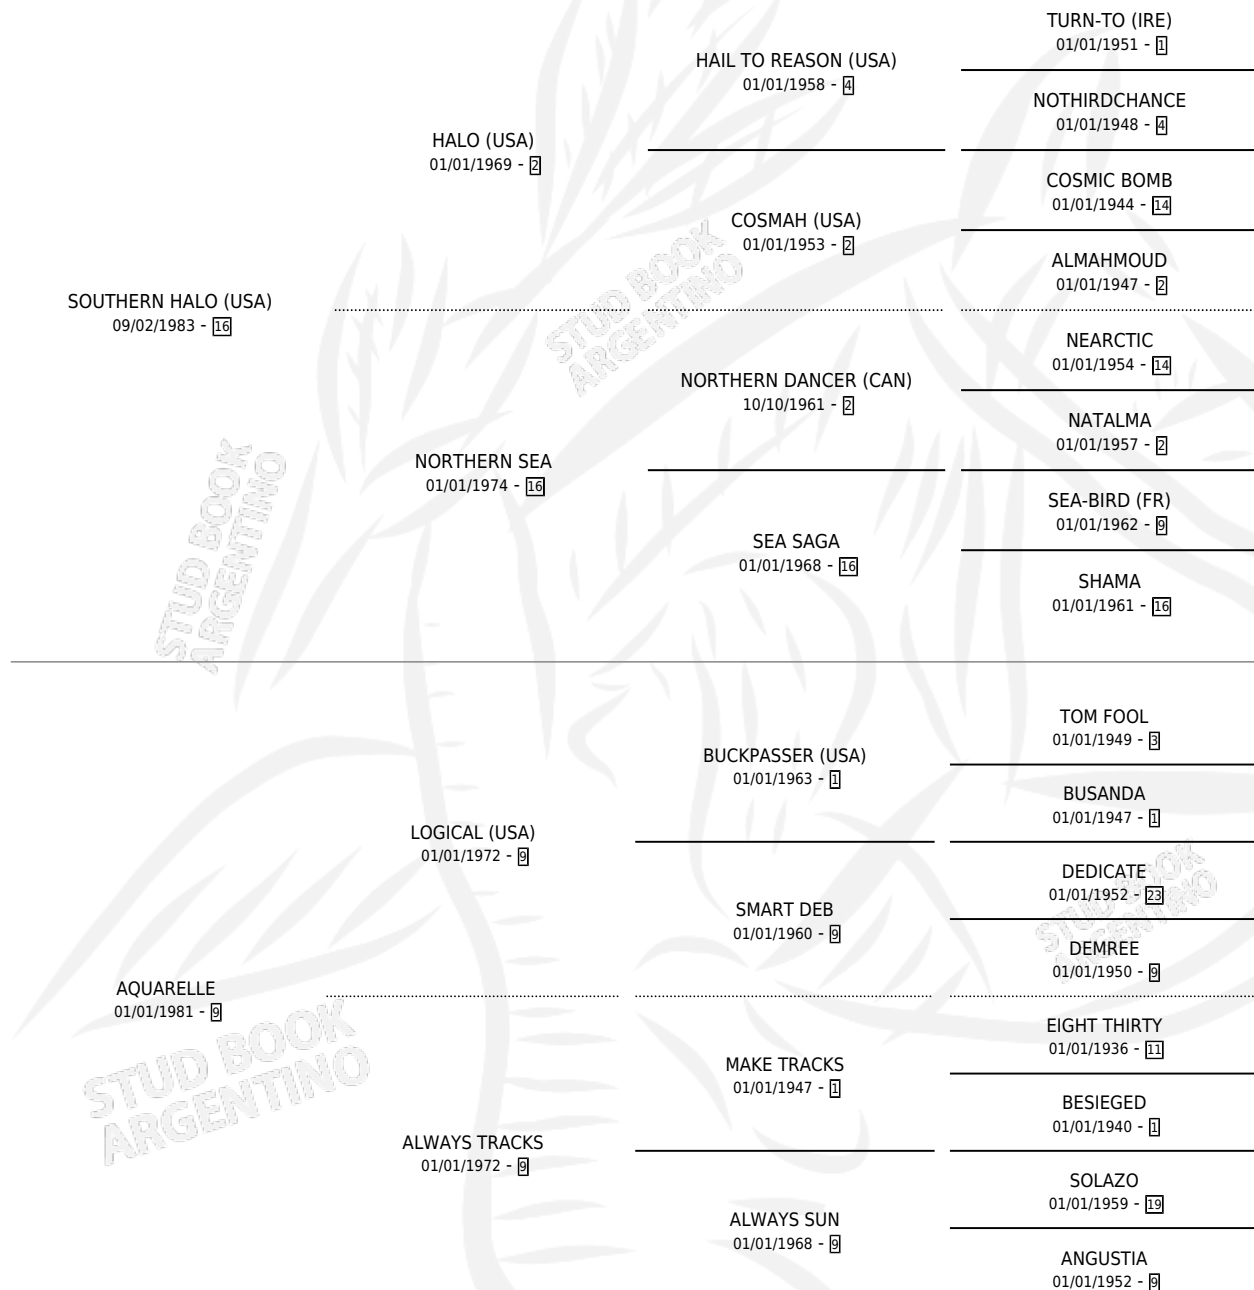 TURN-TO (IRE)
01/01/1951 - 1
HAIL TO REASON (USA)
01/01/1958 - 4
NOTHIRDCHANCE
01/01/1948 - 4
HALO (USA)
01/01/1969 - 2
COSMIC BOMB
01/01/1944 - 14
COSMAH (USA)
01/01/1953 - 2
ALMAHMOUD
01/01/1947 - 2
SOUTHERN HALO (USA)
09/02/1983 - 16
NEARCTIC
01/01/1954 - 14
NORTHERN DANCER (CAN)
10/10/1961 - 2
NATALMA
01/01/1957 - 2
NORTHERN SEA
01/01/1974 - 16
SEA-BIRD (FR)
01/01/1962 - 9
SEA SAGA
01/01/1968 - 16
SHAMA
01/01/1961 - 16
TOM FOOL
01/01/1949 - 3
BUCKPASSER (USA)
01/01/1963 - 1
BUSANDA
01/01/1947 - 1
LOGICAL (USA)
01/01/1972 - 9
DEDICATE
01/01/1952 - 23
SMART DEB
01/01/1960 - 9
DEMREE
01/01/1950 - 9
AQUARELLE
01/01/1981 - 9
EIGHT THIRTY
01/01/1936 - 11
MAKE TRACKS
01/01/1947 - 1
BESIEGED
01/01/1940 - 1
ALWAYS TRACKS
01/01/1972 - 9
SOLAZO
01/01/1959 - 19
ALWAYS SUN
01/01/1968 - 9
ANGUSTIA
01/01/1952 - 9
STUD BOOK
ARGENTINO
STUD BOOK
ARGENTINO
STUD BOOK
ARGENTINO
STUD BOOK
ARGENTINO